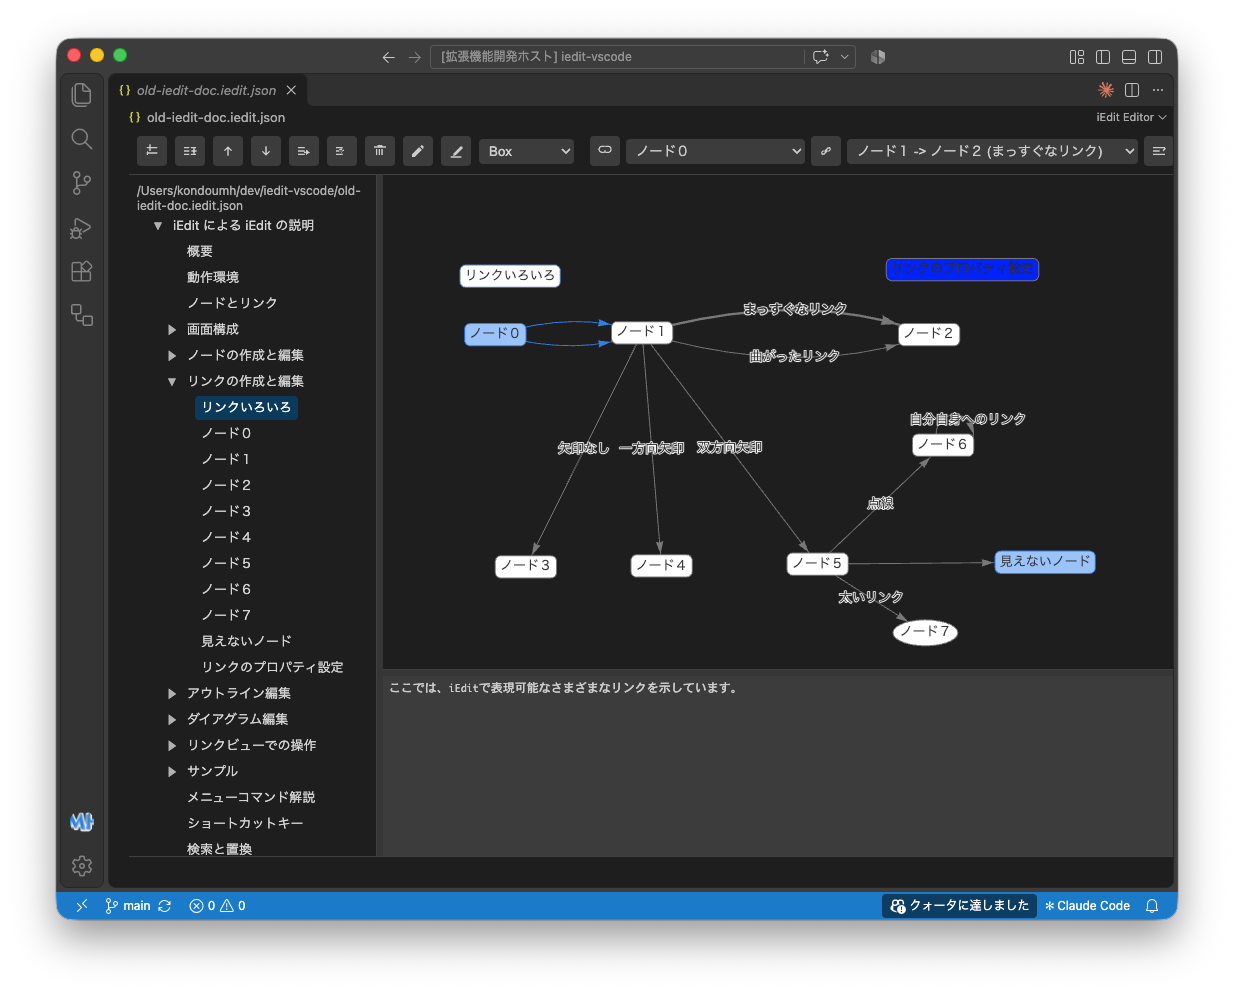 [拡張機能開発ホスト] iedit-vscode
{} old-iedit-doc.iedit.json
{} old-iedit-doc.iedit.json
iEdit Editor
Box
ノード０
ノード１ -> ノード２ (まっすぐなリンク)
/Users/kondoumh/dev/iedit-vscode/old-
iedit-doc.iedit.json
iEdit による iEdit の説明
概要
動作環境
ノードとリンク
画面構成
ノードの作成と編集
リンクの作成と編集
リンクいろいろ
ノード０
ノード１
ノード２
ノード３
ノード４
ノード５
ノード６
ノード７
見えないノード
リンクのプロパティ設定
アウトライン編集
ダイアグラム編集
リンクビューでの操作
サンプル
メニューコマンド解説
ショートカットキー
検索と置換
リンクいろいろ
リンクのプロパティ設定
まっすぐなリンク
ノード０
ノード１
ノード２
曲がったリンク
自分自身へのリンク
ノード６
矢印なし
一方向矢印
双方向矢印
点線
ノード３
ノード４
ノード５
見えないノード
太いリンク
ノード７
ここでは、iEditで表現可能なさまざまなリンクを示しています。
main
0
0
クォータに達しました
Claude Code